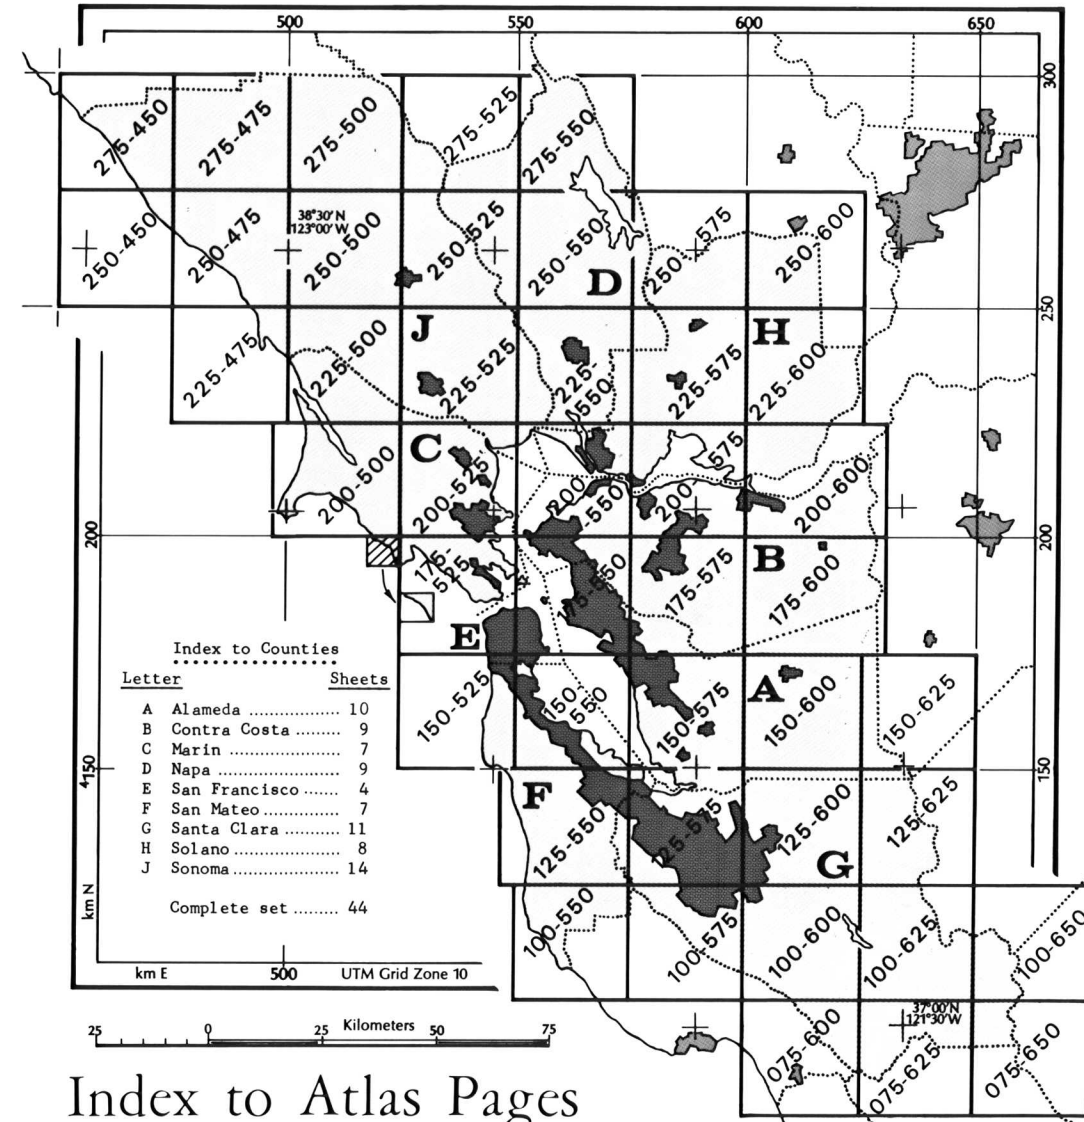 500 550 600 650
300
275-450 275-475 275-500 275-525 275-550
38°30′N
123°00′W
250-450 250-475 250-500 250-525 250-550 250-575 250-600
D
250
J H
225-475 225-500 225-525 225-550 225-575 225-600
C
200-500 200-525 200-550 200-575 200-600
200 200
B
175-525 175-550 175-575 175-600
E
Index to Counties
Letter Sheets
A Alameda ................ 10
B Contra Costa ........ 9
C Marin ................... 7
D Napa ..................... 9
E San Francisco ...... 4
F San Mateo ............. 7
G Santa Clara .......... 11
H Solano .................. 8
J Sonoma .................. 14
Complete set ........ 44
A
150-525 150-550 150-575 150-600 150-625
4150 150
F
125-550 125-575 125-600 125-625
G
km N
100-550 100-575 100-600 100-625 100-650
km E 500 UTM Grid Zone 10
37°00′N
121°30′W
075-600 075-625 075-650
25 0 25 Kilometers 50 75
Index to Atlas Pages